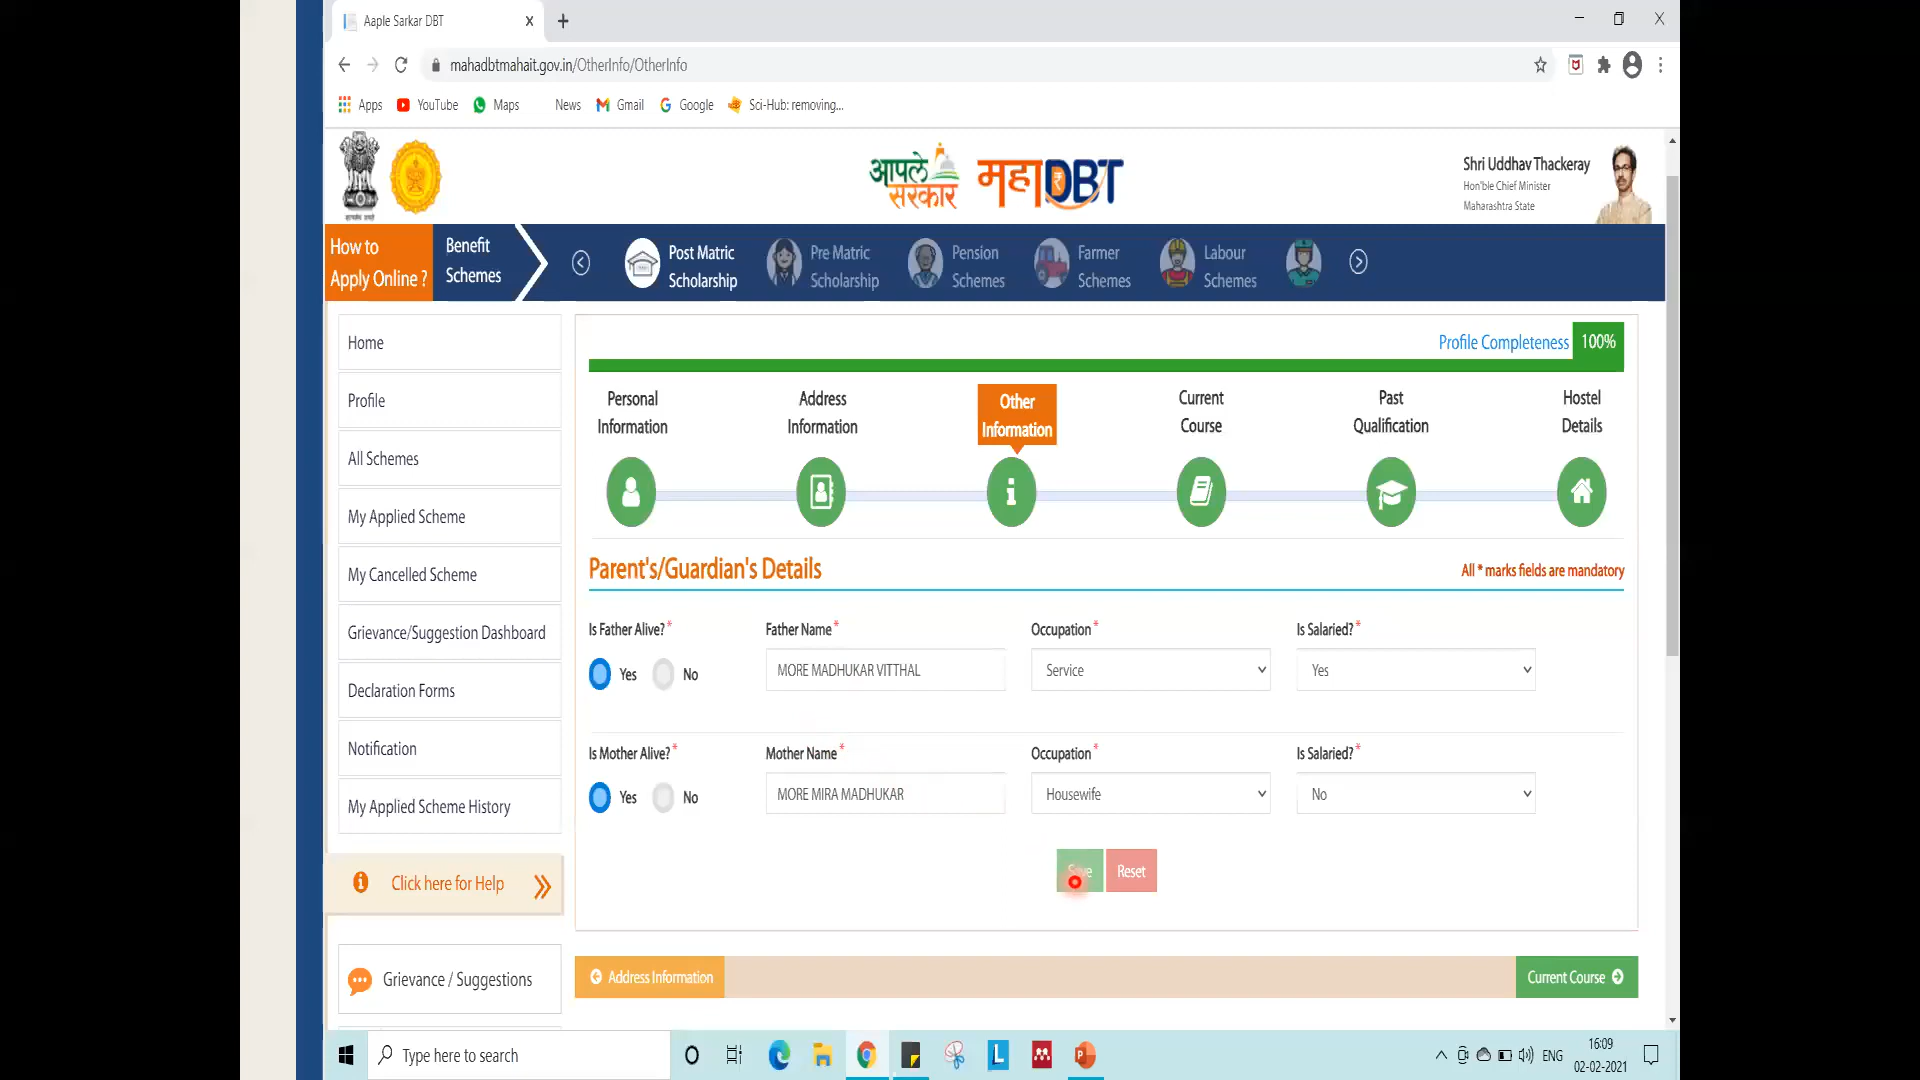 Aaple Sarkar DBT
mahadbtmahait.gov.in/OtherInfo/OtherInfo
Apps YouTube Maps News Gmail Google Sci-Hub: removing...
आपले सरकार महाDBT
Shri Uddhav Thackeray
Hon'ble Chief Minister
Maharashtra State
How to
Apply Online ?
Benefit
Schemes
Post Matric
Scholarship
Pre Matric
Scholarship
Pension
Schemes
Farmer
Schemes
Labour
Schemes
Home
Profile
All Schemes
My Applied Scheme
My Cancelled Scheme
Grievance/Suggestion Dashboard
Declaration Forms
Notification
My Applied Scheme History
Click here for Help
Grievance / Suggestions
Profile Completeness 100%
Personal
Information
Address
Information
Other
Information
Current
Course
Past
Qualification
Hostel
Details
Parent's/Guardian's Details
All * marks fields are mandatory
Is Father Alive?* Father Name* Occupation* Is Salaried?*
Yes No MORE MADHUKAR VITTHAL Service Yes
Is Mother Alive?* Mother Name* Occupation* Is Salaried?*
Yes No MORE MIRA MADHUKAR Housewife No
Save Reset
Address Information Current Course
Type here to search
ENG
16:09
02-02-2021